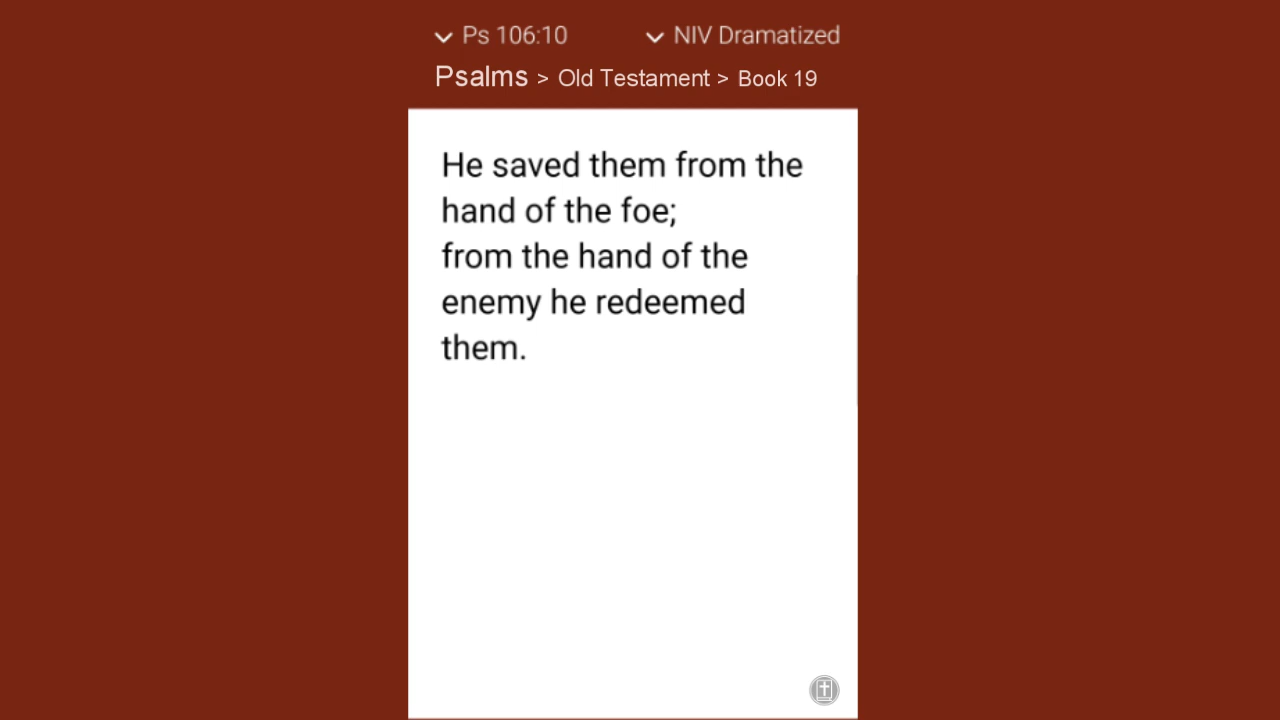 Ps 106:10 NIV Dramatized
Psalms > Old Testament > Book 19
He saved them from the
hand of the foe;
from the hand of the
enemy he redeemed
them.